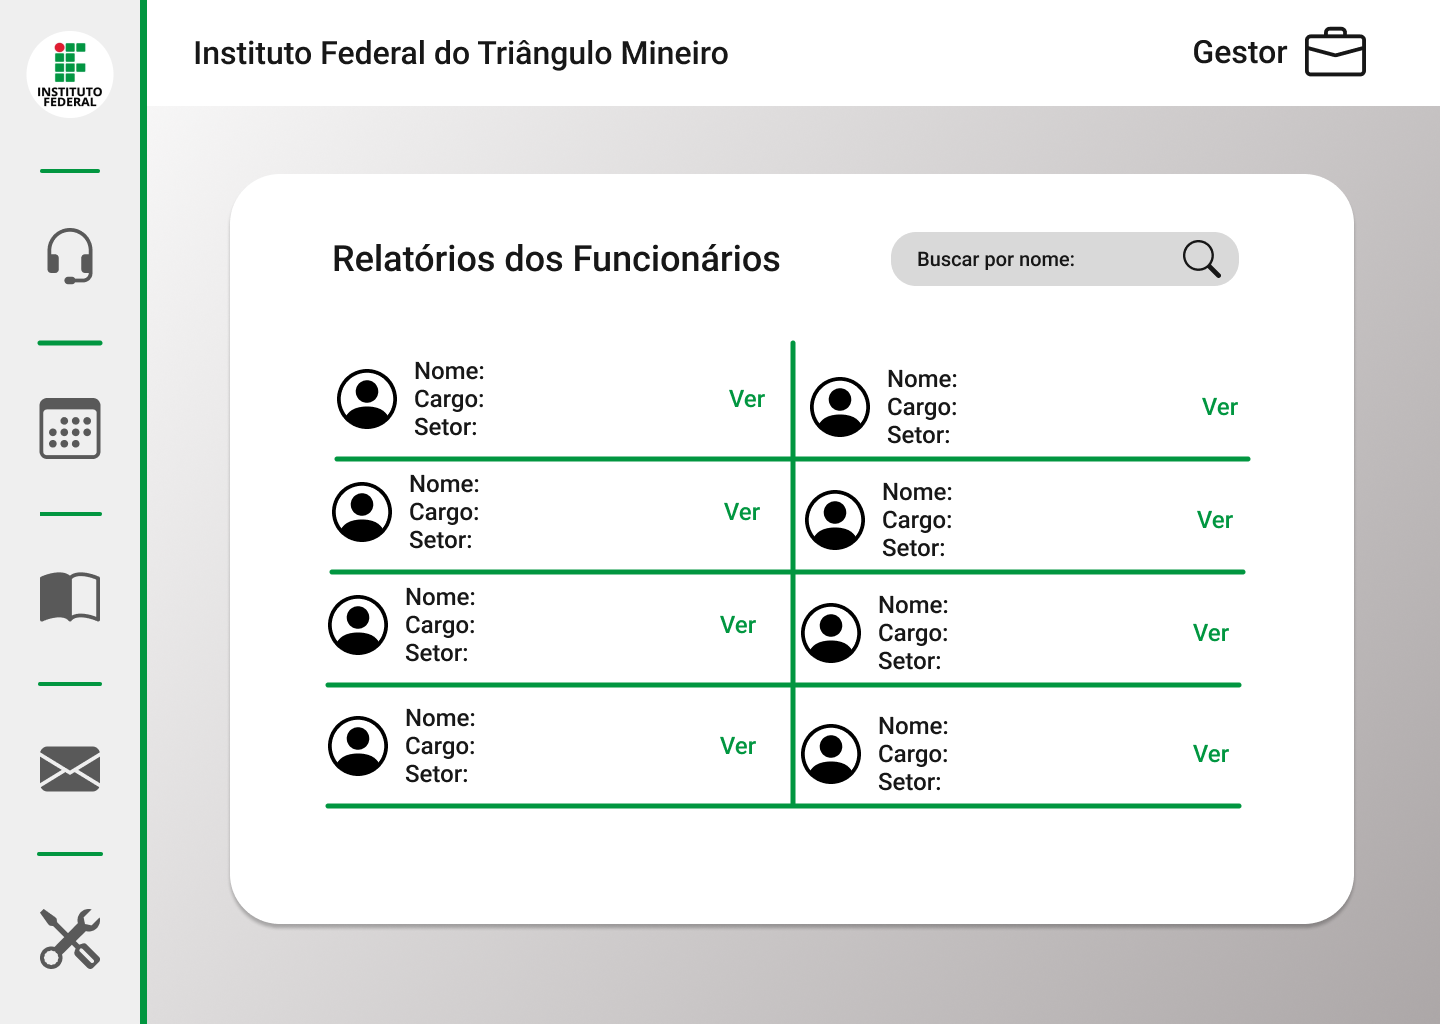 INSTITUTO
FEDERAL
Instituto Federal do Triângulo Mineiro
Gestor
Relatórios dos Funcionários
Buscar por nome:
Nome:
Cargo:
Setor:
Ver
Nome:
Cargo:
Setor:
Ver
Nome:
Cargo:
Setor:
Ver
Nome:
Cargo:
Setor:
Ver
Nome:
Cargo:
Setor:
Ver
Nome:
Cargo:
Setor:
Ver
Nome:
Cargo:
Setor:
Ver
Nome:
Cargo:
Setor:
Ver